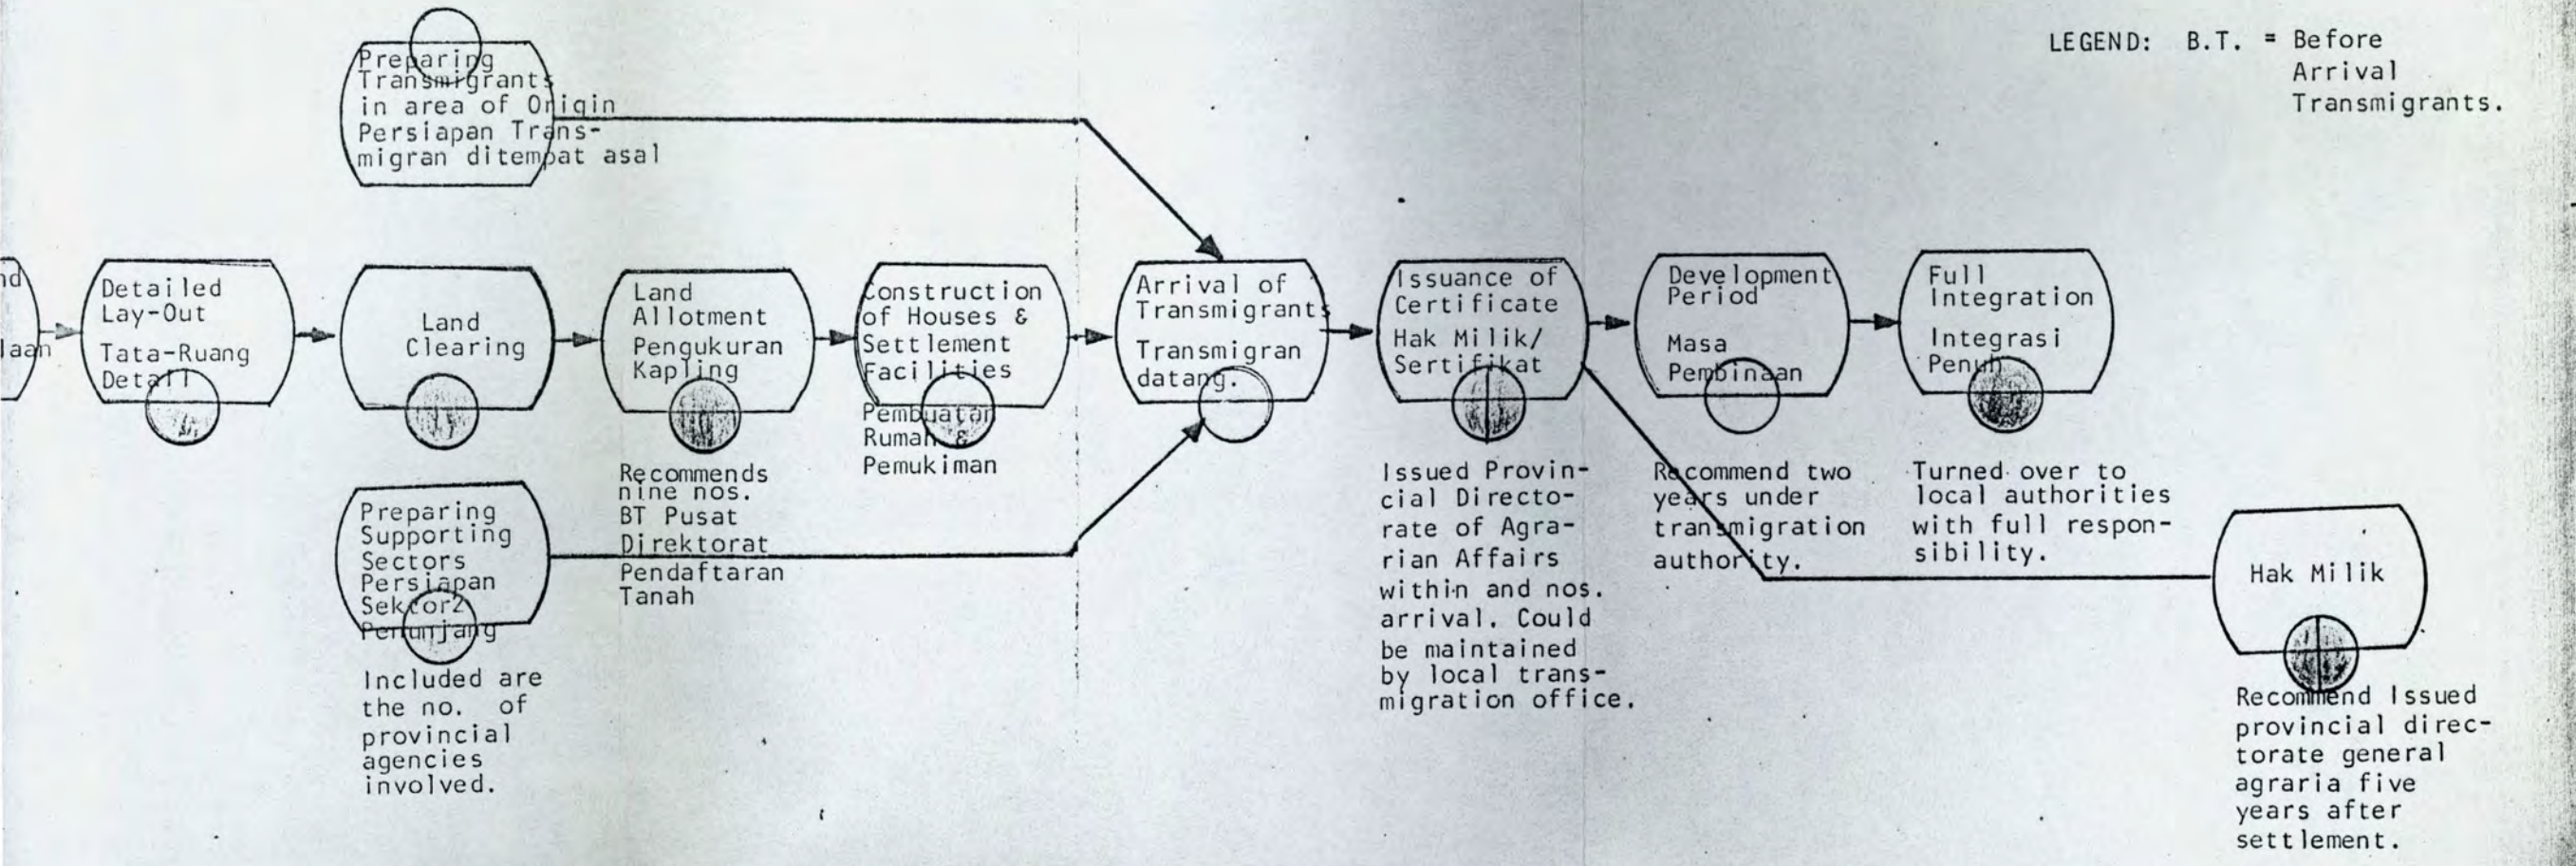 LEGEND: B.T. = Before
Arrival
Transmigrants.
Preparing
Transmigrants
in area of Origin
Persiapan Trans-
migran ditempat asal
nd
laan
Detailed
Lay-Out
Tata-Ruang
Detail
Land
Clearing
Land
Allotment
Pengukuran
Kapling
Recommends
nine nos.
BT Pusat
Direktorat
Pendaftaran
Tanah
Construction
of Houses &
Settlement
Facilities
Pembuatan
Rumah &
Pemukiman
Arrival of
Transmigrants
Transmigran
datang.
Issuance of
Certificate
Hak Milik/
Sertifikat
Issued Provin-
cial Directo-
rate of Agra-
rian Affairs
within and nos.
arrival. Could
be maintained
by local trans-
migration office.
Development
Period
Masa
Pembinaan
Recommend two
years under
transmigration
authority.
Full
Integration
Integrasi
Penuh
Turned over to
local authorities
with full respon-
sibility.
Preparing
Supporting
Sectors
Persiapan
Sektor2
Penunjang
Included are
the no. of
provincial
agencies
involved.
Hak Milik
Recommend Issued
provincial direc-
torate general
agraria five
years after
settlement.